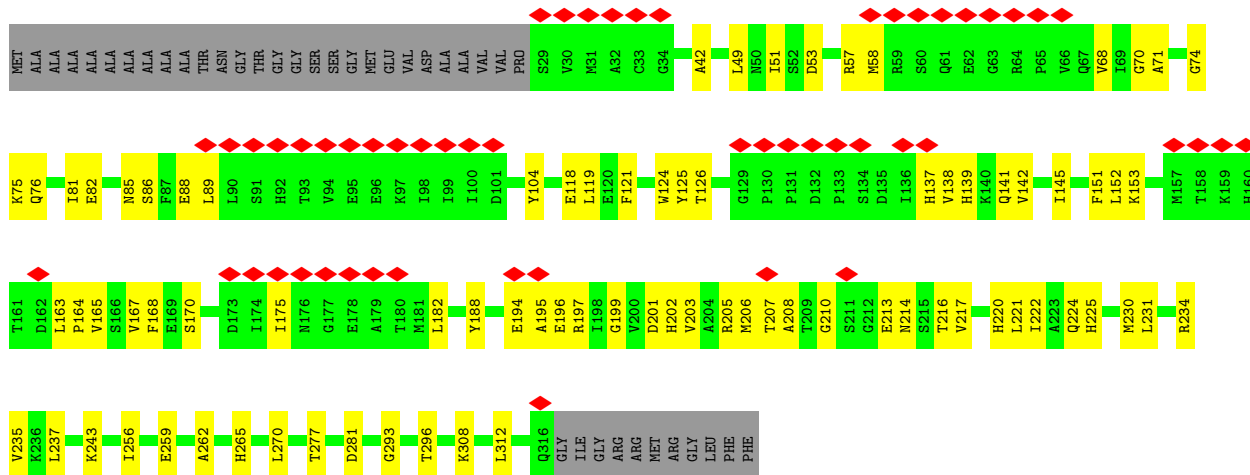 MET ALA ALA ALA ALA ALA ALA ALA ALA ALA THR ASN GLY THR GLY GLY SER SER GLY MET GLU VAL ASP ALA ALA VAL VAL PRO S29 V30 M31 A32 C33 G34 A42 L49 N50 I51 S52 D53 R57 M58 R59 S60 Q61 E62 G63 R64 P65 V66 Q67 V68 I69 G70 A71 G74
K75 Q76 I81 E82 N85 S86 F87 E88 L89 L90 S91 H92 T93 V94 E95 E96 K97 I98 I99 I100 D101 Y104 E118 L119 E120 F121 W124 Y125 T126 G129 P130 P131 D132 P133 S134 D135 I136 H137 V138 H139 K140 Q141 V142 I145 F151 L152 K153 M157 T158 K159 H160
T161 D162 L163 P164 V165 S166 V167 F168 E169 S170 D173 I174 I175 N176 G177 E178 A179 T180 M181 L182 Y188 E194 A195 E196 R197 I198 G199 V200 D201 H202 V203 A204 R205 M206 T207 A208 T209 G210 S211 G212 E213 N214 S215 T216 V217 H220 L221 I222 A223 Q224 H225 M230 L231 R234
V235 K236 L237 K243 I256 E259 A262 H265 L270 T277 D281 G293 T296 K308 L312 Q316 GLY ILE GLY ARG ARG MET ARG GLY LEU PHE PHE